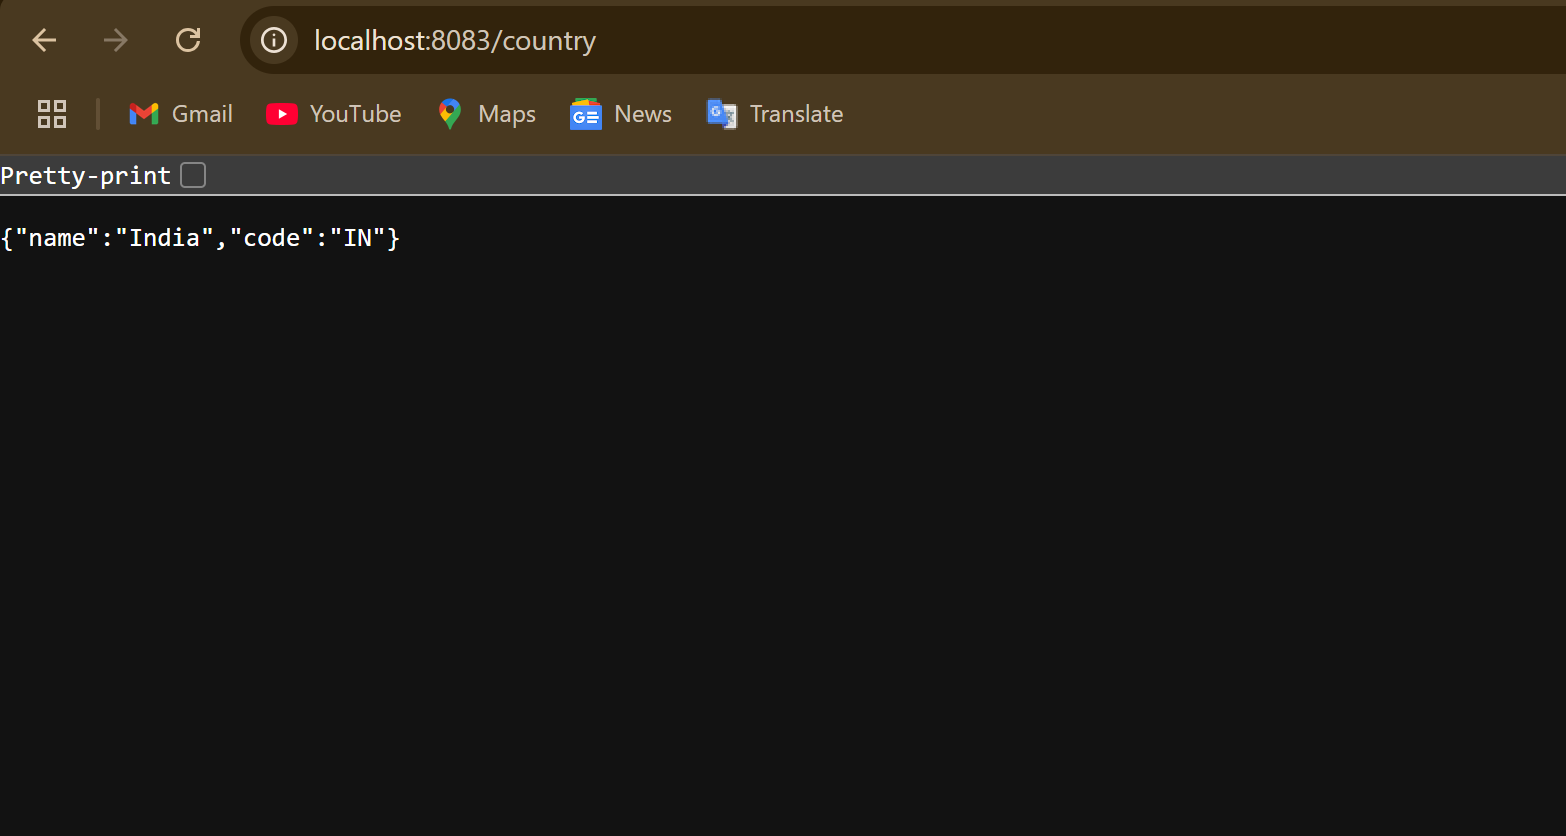 localhost:8083/country
Gmail YouTube Maps News Translate
Pretty-print
{"name":"India","code":"IN"}